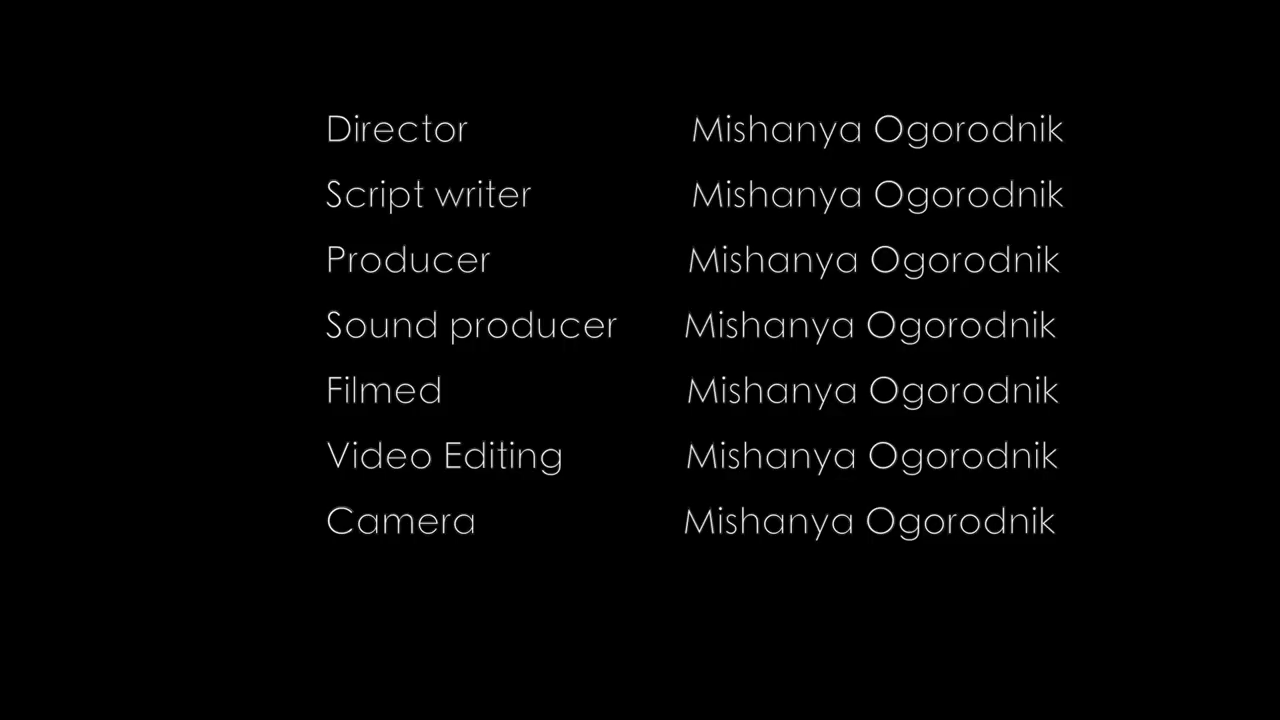 Director Mishanya Ogorodnik
Script writer Mishanya Ogorodnik
Producer Mishanya Ogorodnik
Sound producer Mishanya Ogorodnik
Filmed Mishanya Ogorodnik
Video Editing Mishanya Ogorodnik
Camera Mishanya Ogorodnik